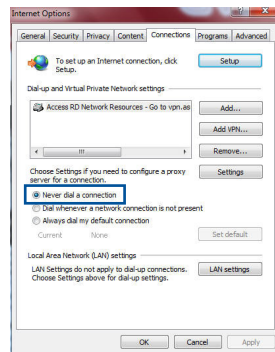 Internet Options
General Security Privacy Content Connections Programs Advanced
To set up an Internet connection, click Setup.
Setup
Dial-up and Virtual Private Network settings
Access RD Network Resources - Go to vpn.as
Add...
Add VPN...
Remove...
Choose Settings if you need to configure a proxy server for a connection.
Settings
Never dial a connection
Dial whenever a network connection is not present
Always dial my default connection
Current None
Set default
Local Area Network (LAN) settings
LAN Settings do not apply to dial-up connections. Choose Settings above for dial-up settings.
LAN settings
OK Cancel Apply